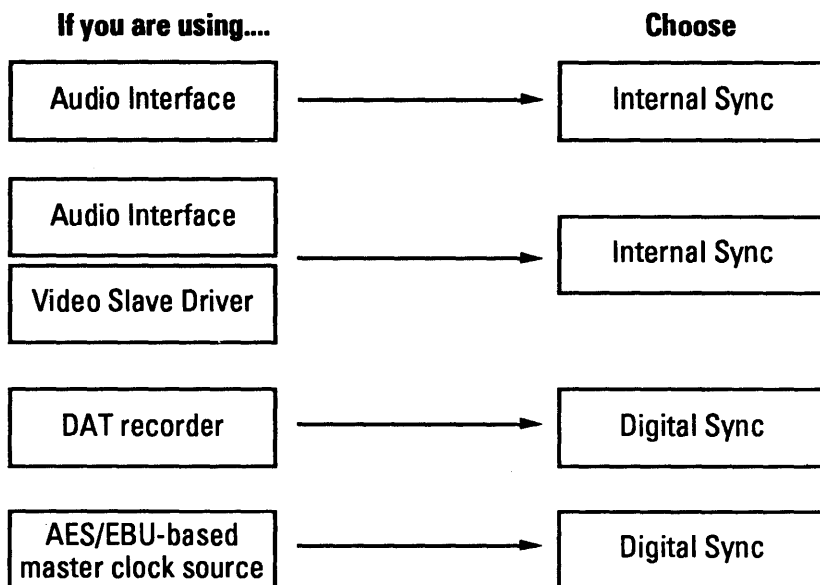 If you are using.... Choose
Audio Interface Internal Sync
Audio Interface
Internal Sync
Video Slave Driver
DAT recorder Digital Sync
AES/EBU-based
master clock source
Digital Sync